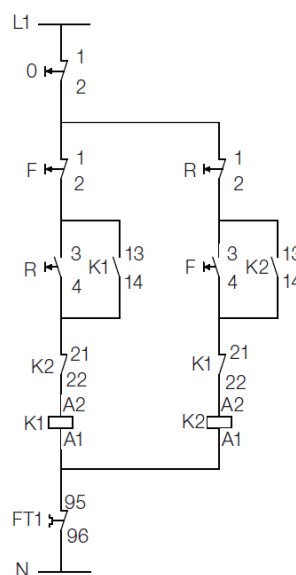 L1
0 1
2
F 1 R 1
2 2
R 3 K1 13 F 3 K2 13
4 14 4 14
K2 21 K1 21
22 22
A2 A2
K1 K2
A1 A1
95
FT1
96
N